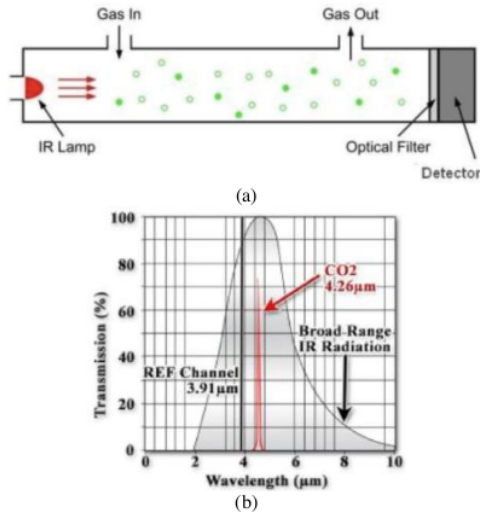 Gas In
Gas Out
IR Lamp
Optical Filter
Detector
(a)
100
80
60
40
20
0
Transmission (%)
CO2
4.26μm
Broad Range
IR Radiation
REF Channel
3.91μm
0 2 4 6 8 10
Wavelength (μm)
(b)